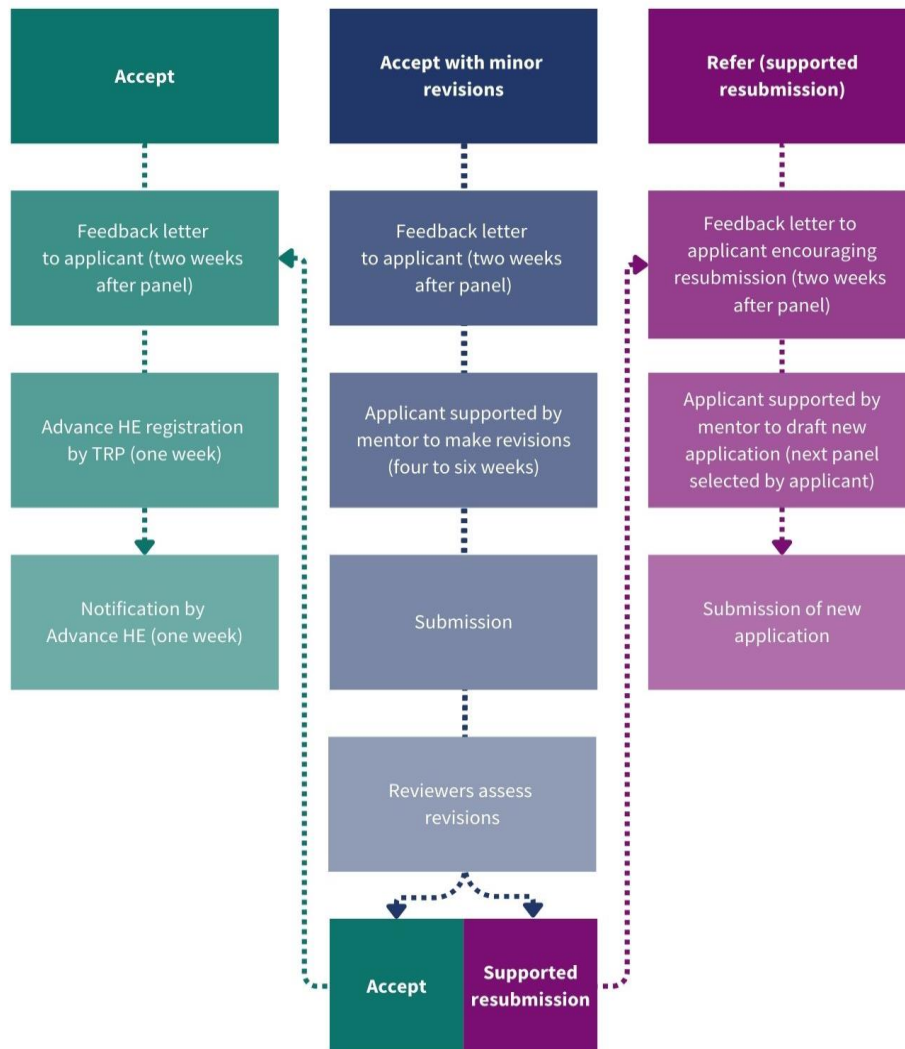 Accept
Feedback letter
to applicant (two weeks
after panel)
Advance HE registration
by TRP (one week)
Notification by
Advance HE (one week)
Accept with minor
revisions
Feedback letter
to applicant (two weeks
after panel)
Applicant supported by
mentor to make revisions
(four to six weeks)
Submission
Reviewers assess
revisions
Accept
Supported
resubmission
Refer (supported
resubmission)
Feedback letter to
applicant encouraging
resubmission (two weeks
after panel)
Applicant supported by
mentor to draft new
application (next panel
selected by applicant)
Submission of new
application